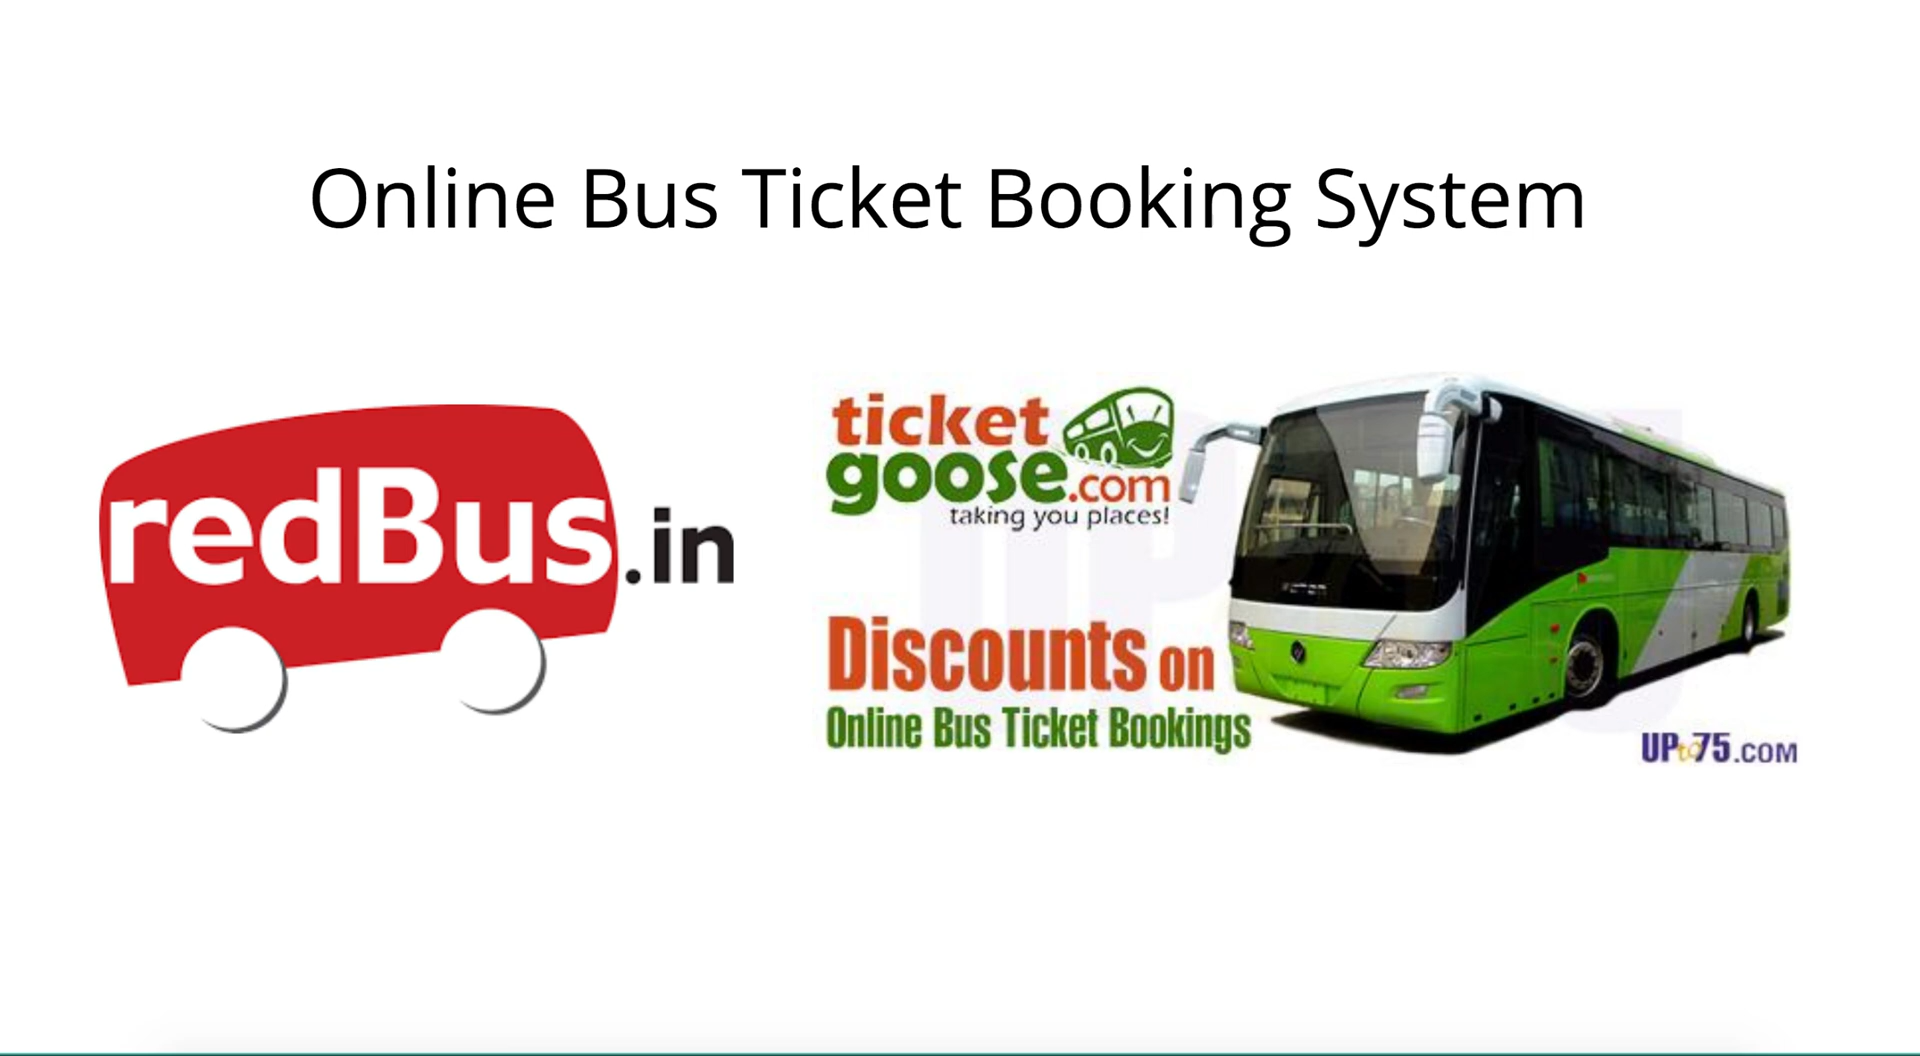 Online Bus Ticket Booking System
redBus.in
ticket
goose.com
taking you places!
Discounts on
Online Bus Ticket Bookings
UPto75.COM